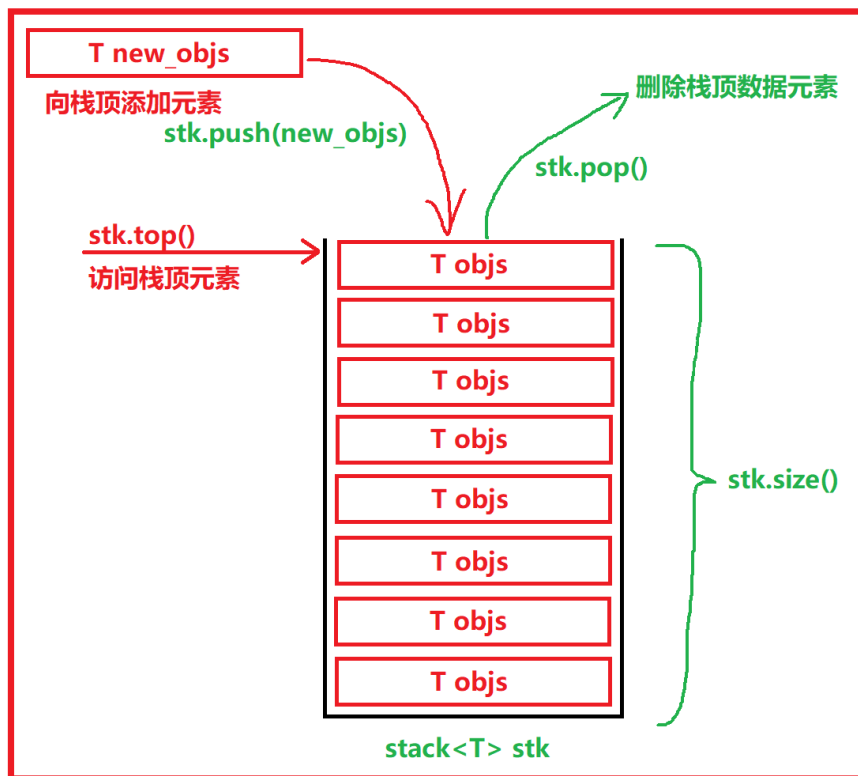 T new_objs
向栈顶添加元素
stk.push(new_objs)
删除栈顶数据元素
stk.pop()
stk.top()
访问栈顶元素
T objs
T objs
T objs
T objs
T objs
T objs
T objs
T objs
stk.size()
stack<T> stk